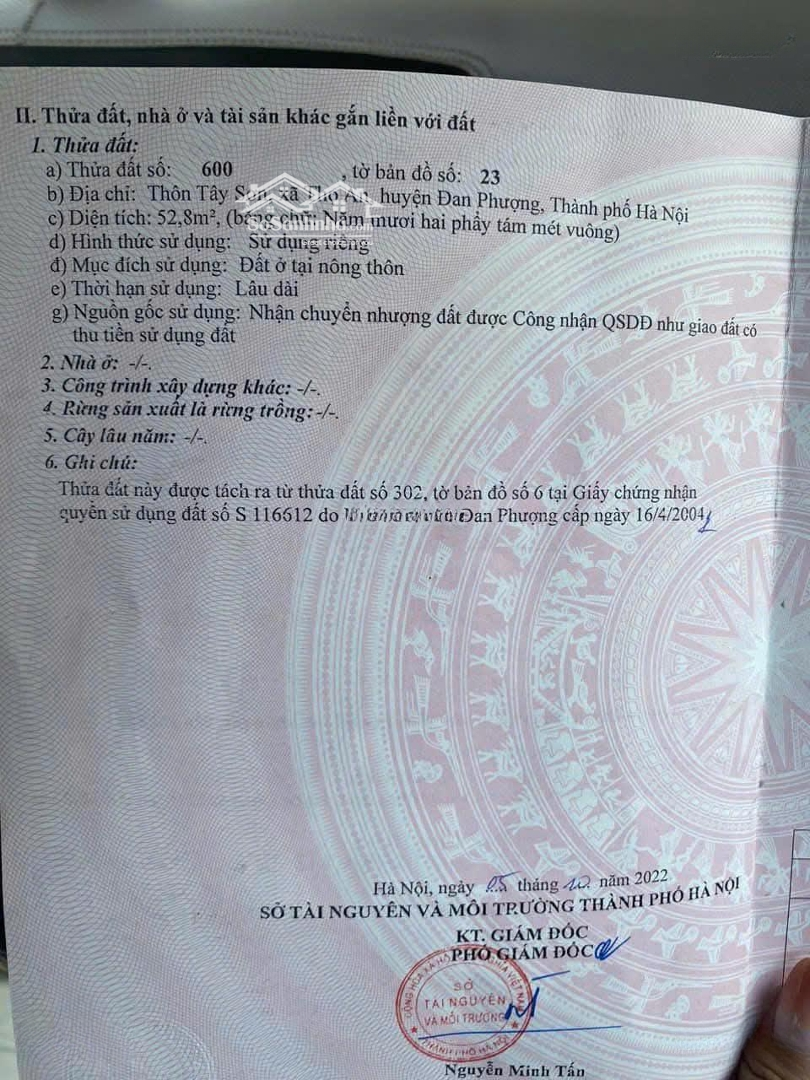 II. Thửa đất, nhà ở và tài sản khác gắn liền với đất
1. Thửa đất:
a) Thửa đất số: 600 , tờ bản đồ số: 23
b) Địa chỉ: Thôn Tây Sơn, xã Thọ An, huyện Đan Phượng, Thành phố Hà Nội
c) Diện tích: 52,8m², (bằng chữ: Năm mươi hai phẩy tám mét vuông)
d) Hình thức sử dụng: Sử dụng riêng
đ) Mục đích sử dụng: Đất ở tại nông thôn
e) Thời hạn sử dụng: Lâu dài
g) Nguồn gốc sử dụng: Nhận chuyển nhượng đất được Công nhận QSDĐ như giao đất có
thu tiền sử dụng đất
2. Nhà ở: -/-.
3. Công trình xây dựng khác: -/-.
4. Rừng sản xuất là rừng trồng: -/-.
5. Cây lâu năm: -/-.
6. Ghi chú:
Thửa đất này được tách ra từ thửa đất số 302, tờ bản đồ số 6 tại Giấy chứng nhận
quyền sử dụng đất số S 116612 do Đan Phượng cấp ngày 16/4/2004
Hà Nội, ngày 25 tháng 10 năm 2022
SỞ TÀI NGUYÊN VÀ MÔI TRƯỜNG THÀNH PHỐ HÀ NỘI
KT. GIÁM ĐỐC
PHÓ GIÁM ĐỐC
SỞ
TÀI NGUYÊN
VÀ MÔI TRƯỜNG
THÀNH PHỐ HÀ NỘI
Nguyễn Minh Tấn